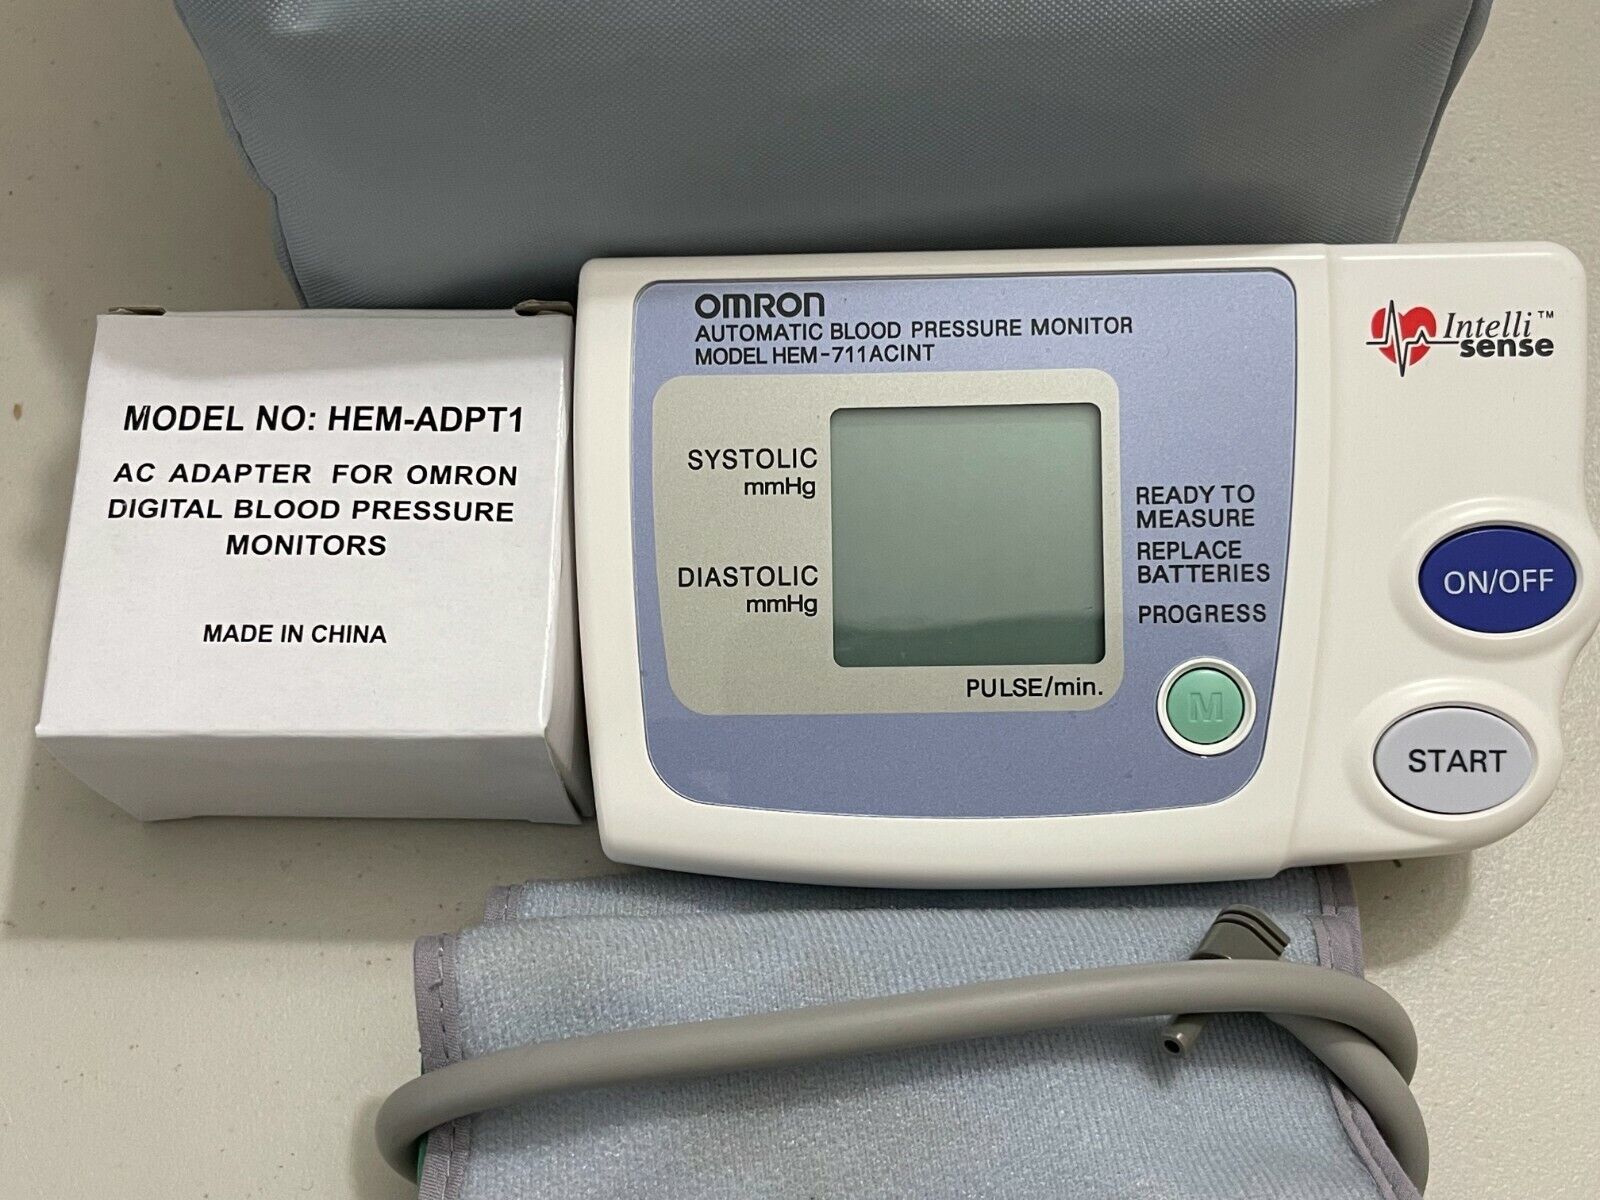 MODEL NO: HEM-ADPT1
AC ADAPTER FOR OMRON
DIGITAL BLOOD PRESSURE
MONITORS
MADE IN CHINA
OMRON
AUTOMATIC BLOOD PRESSURE MONITOR
MODEL HEM-711ACINT
SYSTOLIC
mmHg
DIASTOLIC
mmHg
PULSE/min.
READY TO
MEASURE
REPLACE
BATTERIES
PROGRESS
M
Intelli™
sense
ON/OFF
START